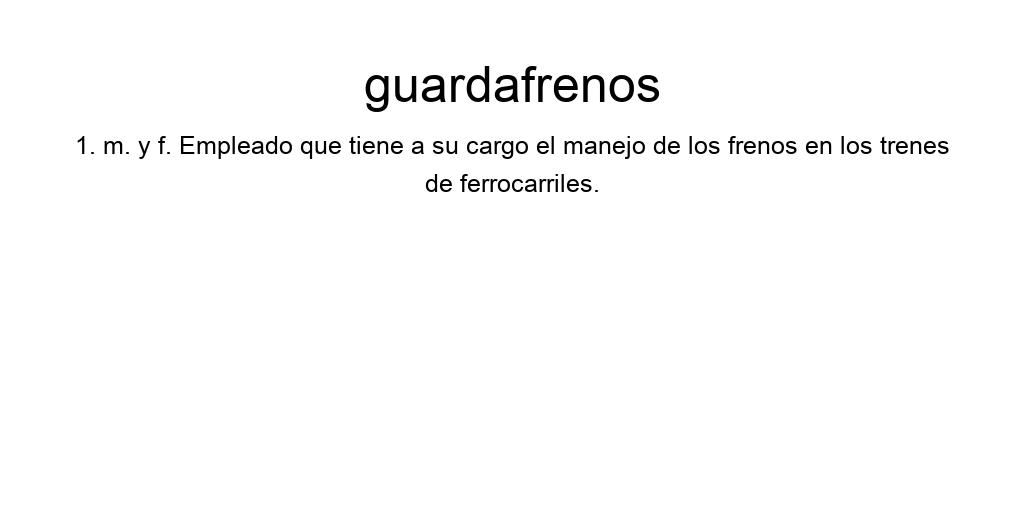 guardafrenos
1. m. y f. Empleado que tiene a su cargo el manejo de los frenos en los trenes
de ferrocarriles.